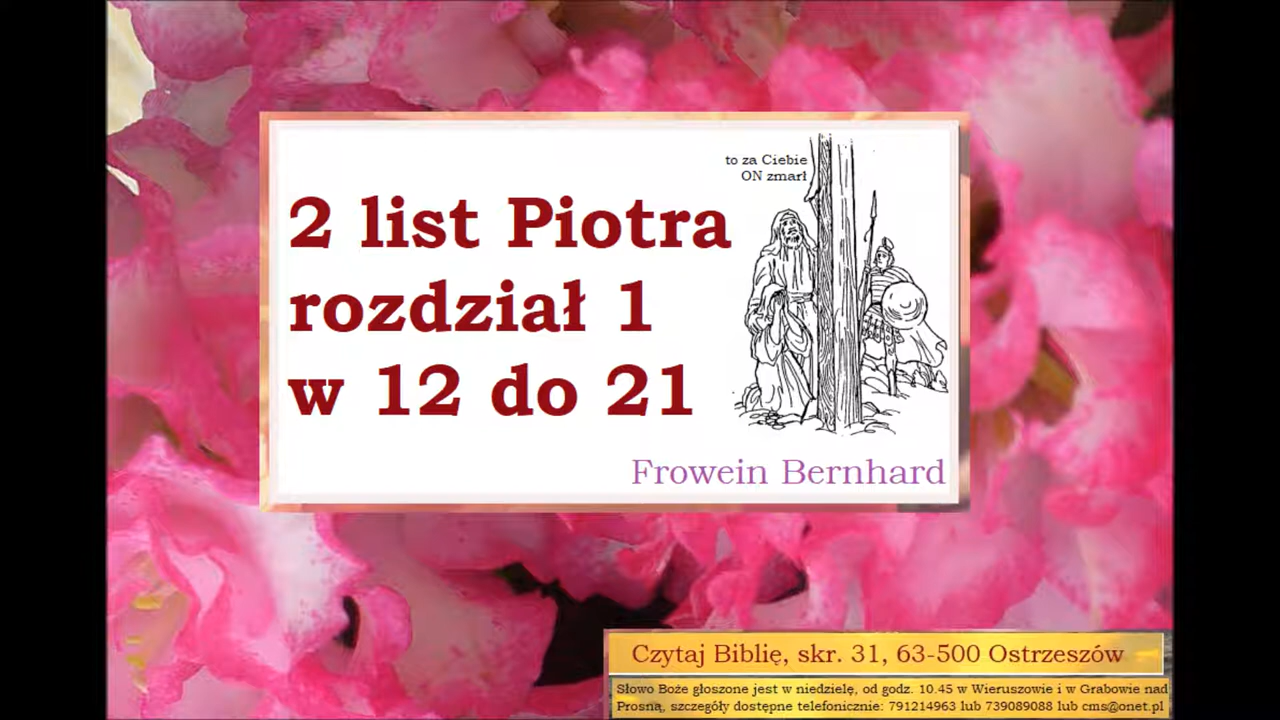 to za Ciebie
ON zmarł
2 list Piotra
rozdział 1
w 12 do 21
Frowein Bernhard
Czytaj Biblię, skr. 31, 63-500 Ostrzeszów
Słowo Boże głoszone jest w niedzielę, od godz. 10.45 w Wieruszowie i w Grabowie nad
Prosną, szczegóły dostępne telefonicznie: 791214963 lub 739089088 lub cms@onet.pl